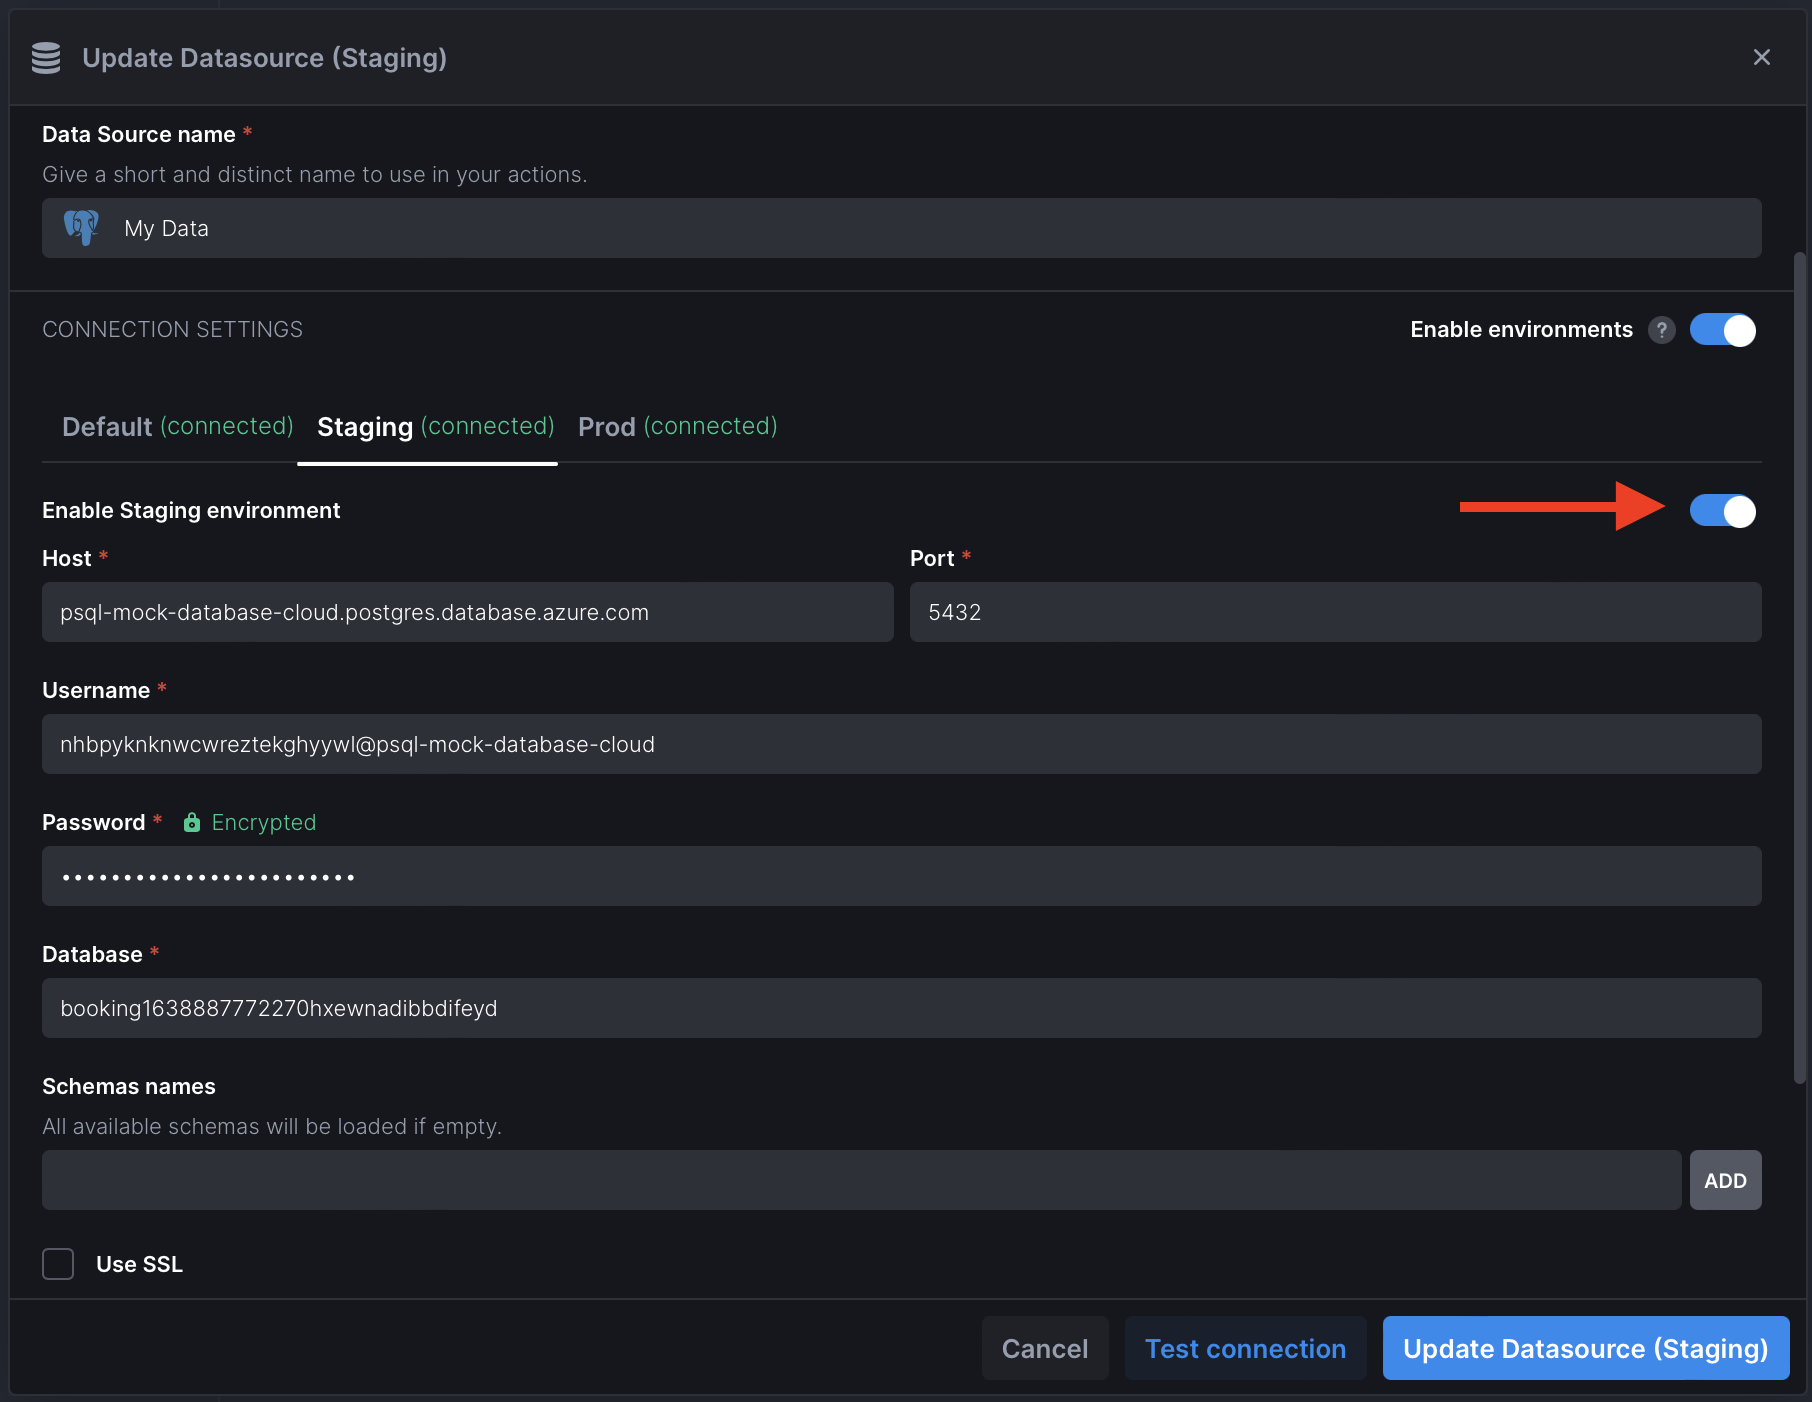 Update Datasource (Staging)
Data Source name *
Give a short and distinct name to use in your actions.
My Data
CONNECTION SETTINGS
Enable environments ?
Default (connected) Staging (connected) Prod (connected)
Enable Staging environment
Host * Port *
psql-mock-database-cloud.postgres.database.azure.com 5432
Username *
nhbpyknknwcwreztekghyywl@psql-mock-database-cloud
Password * Encrypted
••••••••••••••••••••••••
Database *
booking1638887772270hxewnadibbdifeyd
Schemas names
All available schemas will be loaded if empty.
ADD
Use SSL
Cancel Test connection Update Datasource (Staging)